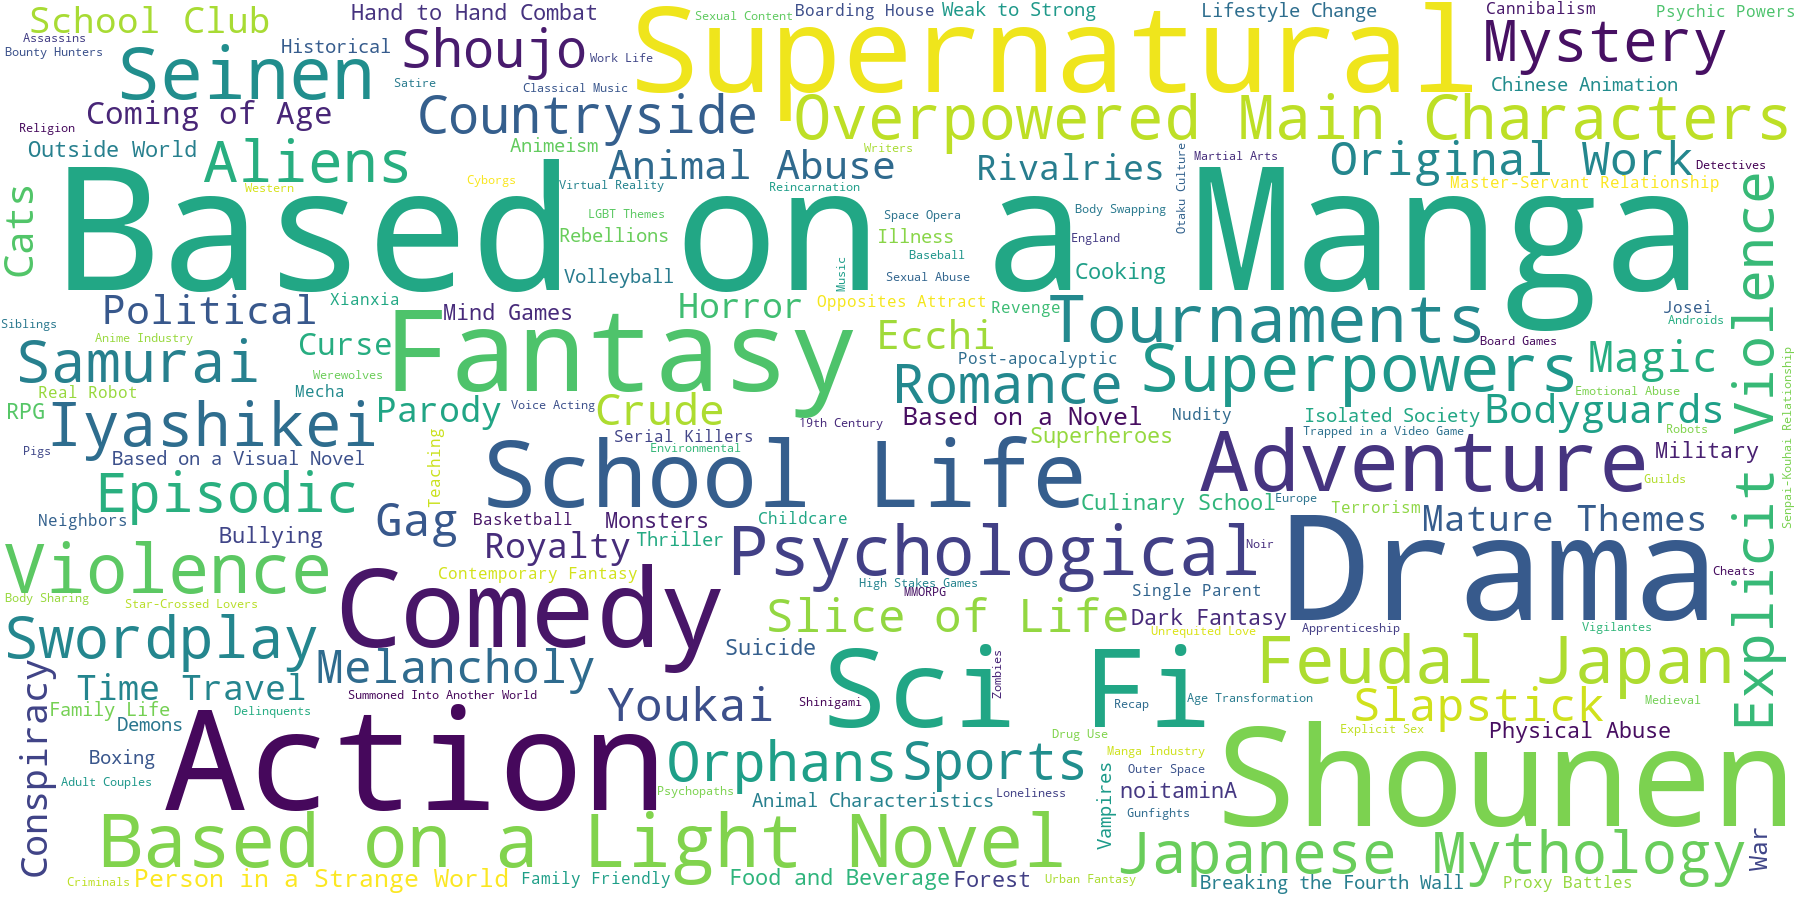 School Club
Hand to Hand Combat
Supernatural
Sexual Content
Boarding House
Weak to Strong
Lifestyle Change
Cannibalism
Psychic Powers
Assassins
Bounty Hunters
Historical
Shoujo
Work Life
Mystery
Seinen
Satire
Classical Music
Chinese Animation
Coming of Age
Countryside
Overpowered Main Characters
Religion
Outside World
Aliens
Animeism
Animal Abuse
Writers
Rivalries
Otaku Culture
Martial Arts
Original Work
Detectives
Cats
Western
Cyborgs
Virtual Reality
Reincarnation
Master-Servant Relationship
Explicit Violence
Based on a Manga
LGBT Themes
Rebellions
Space Opera
Body Swapping
Illness
England
Baseball
Volleyball
Music
Sexual Abuse
Cooking
Political
Xianxia
Mind Games
Horror
Opposites Attract
Revenge
Tournaments
Josei
Androids
Siblings
Anime Industry
Curse
Fantasy
Ecchi
Board Games
Samurai
Werewolves
Post-apocalyptic
Superpowers
Magic
Senpai-Kouhai Relationship
Real Robot
Mecha
Romance
Emotional Abuse
RPG
Iyashikei
Parody
Voice Acting
Crude
19th Century
Based on a Novel
Nudity
Isolated Society
Bodyguards
Pigs
Based on a Visual Novel
Teaching
Serial Killers
Environmental
Superheroes
Trapped in a Video Game
Robots
School Life
Adventure
Military
Episodic
Culinary School
Europe
Guilds
Neighbors
Bullying
Gag
Basketball
Monsters
Childcare
Terrorism
Mature Themes
Royalty
Thriller
Psychological
Noir
Drama
Violence
Contemporary Fantasy
High Stakes Games
MMORPG
Single Parent
Cheats
Body Sharing
Star-Crossed Lovers
Comedy
Slice of Life
Dark Fantasy
Unrequited Love
Apprenticeship
Vigilantes
Swordplay
Melancholy
Suicide
Sci Fi
Zombies
Feudal Japan
Conspiracy
Time Travel
Summoned Into Another World
Youkai
Shinigami
Recap
Age Transformation
Slapstick
Medieval
Family Life
Delinquents
Demons
Action
Drug Use
Explicit Sex
Physical Abuse
Boxing
Orphans
Sports
Manga Industry
Shounen
Adult Couples
Psychopaths
Animal Characteristics
Loneliness
Vampires
Outer Space
noitaminA
Gunfights
Based on a Light Novel
Japanese Mythology
War
Criminals
Person in a Strange World
Family Friendly
Food and Beverage
Forest
Urban Fantasy
Breaking the Fourth Wall
Proxy Battles